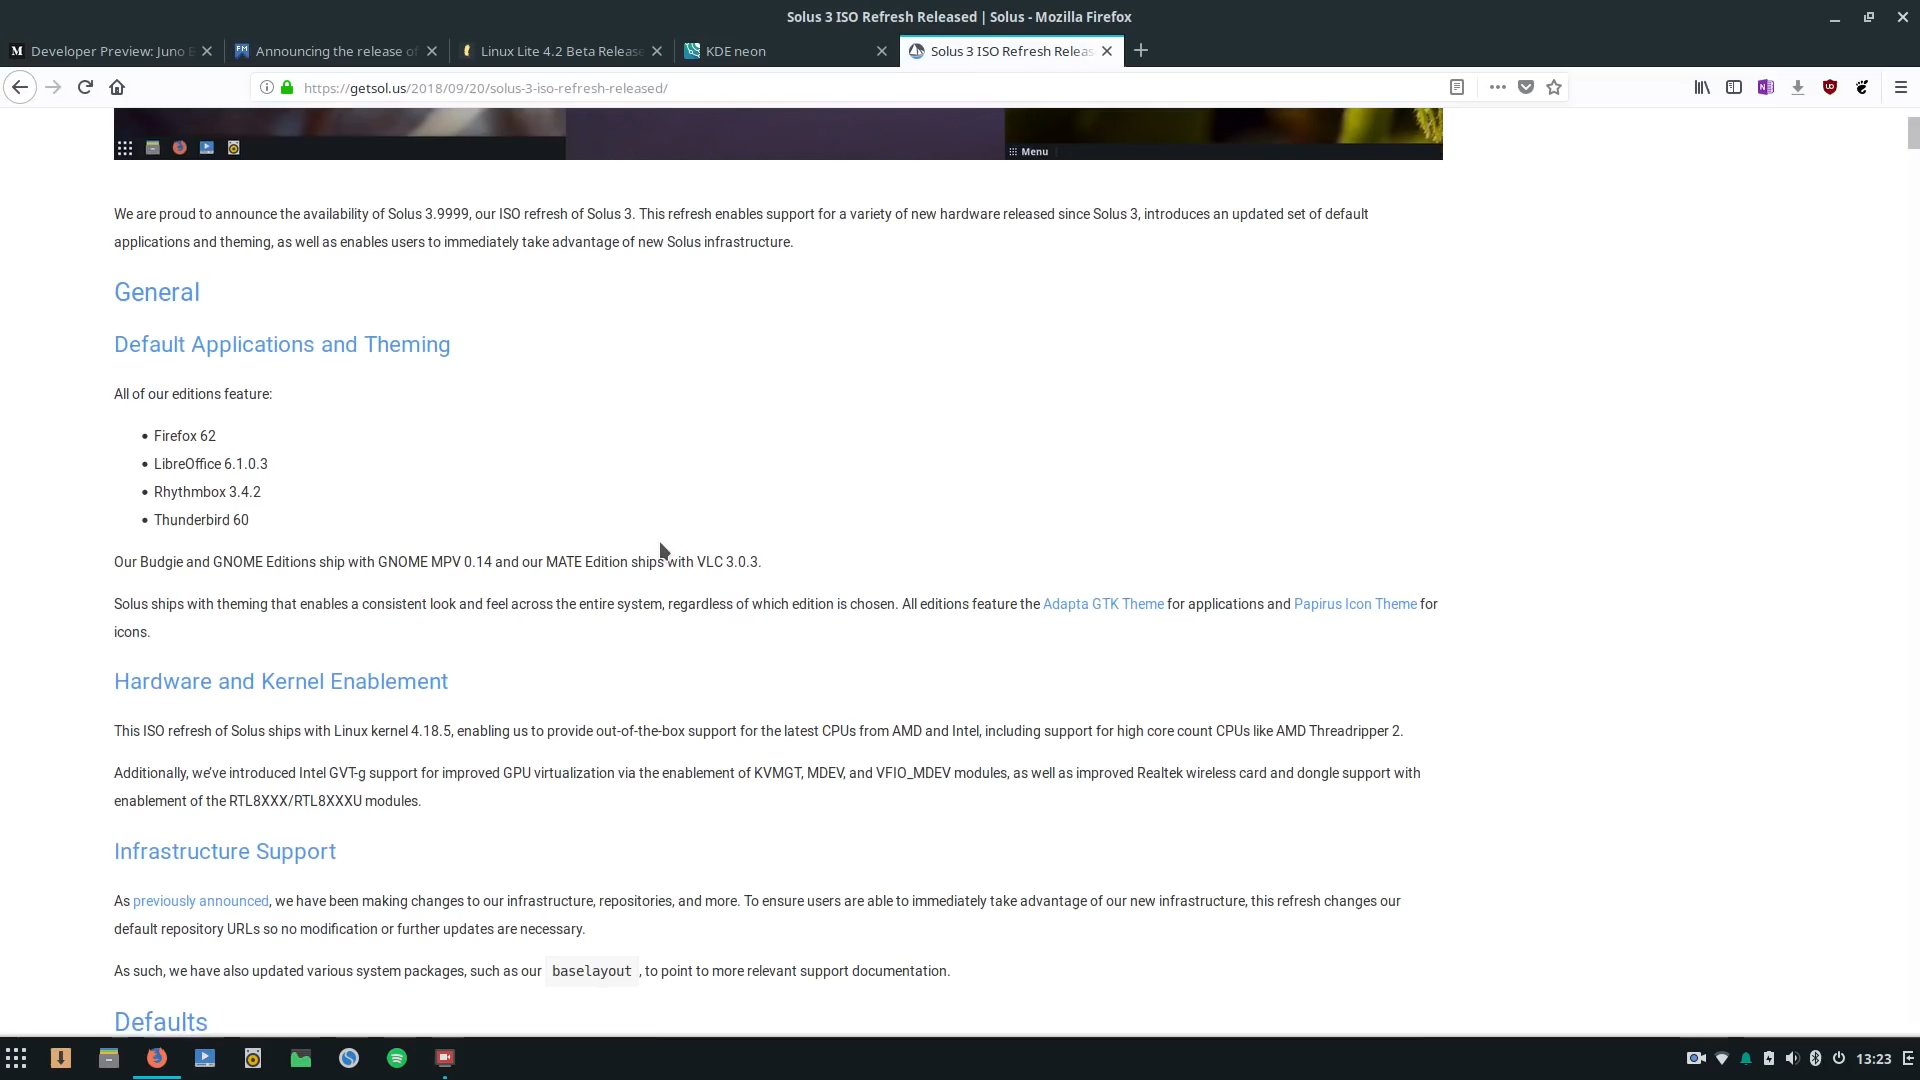 Solus 3 ISO Refresh Released | Solus - Mozilla Firefox
Developer Preview: Juno B
Announcing the release of
Linux Lite 4.2 Beta Release
KDE neon
Solus 3 ISO Refresh Releas
https://getsol.us/2018/09/20/solus-3-iso-refresh-released/
Menu
We are proud to announce the availability of Solus 3.9999, our ISO refresh of Solus 3. This refresh enables support for a variety of new hardware released since Solus 3, introduces an updated set of default
applications and theming, as well as enables users to immediately take advantage of new Solus infrastructure.
General
Default Applications and Theming
All of our editions feature:
• Firefox 62
• LibreOffice 6.1.0.3
• Rhythmbox 3.4.2
• Thunderbird 60
Our Budgie and GNOME Editions ship with GNOME MPV 0.14 and our MATE Edition ships with VLC 3.0.3.
Solus ships with theming that enables a consistent look and feel across the entire system, regardless of which edition is chosen. All editions feature the Adapta GTK Theme for applications and Papirus Icon Theme for
icons.
Hardware and Kernel Enablement
This ISO refresh of Solus ships with Linux kernel 4.18.5, enabling us to provide out-of-the-box support for the latest CPUs from AMD and Intel, including support for high core count CPUs like AMD Threadripper 2.
Additionally, we've introduced Intel GVT-g support for improved GPU virtualization via the enablement of KVMGT, MDEV, and VFIO_MDEV modules, as well as improved Realtek wireless card and dongle support with
enablement of the RTL8XXX/RTL8XXXU modules.
Infrastructure Support
As previously announced, we have been making changes to our infrastructure, repositories, and more. To ensure users are able to immediately take advantage of our new infrastructure, this refresh changes our
default repository URLs so no modification or further updates are necessary.
As such, we have also updated various system packages, such as our baselayout , to point to more relevant support documentation.
Defaults
13:23